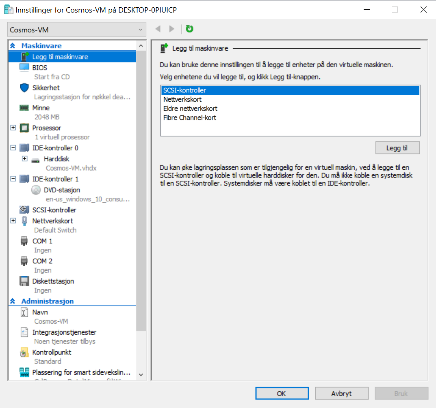 Innstillinger for Cosmos-VM på DESKTOP-0PIUICP
Cosmos-VM
Maskinvare
Legg til maskinvare
BIOS
Start fra CD
Sikkerhet
Lagringsstasjon for nøkkel dea...
Minne
2048 MB
Prosessor
1 virtuell prosessor
IDE-kontroller 0
Harddisk
Cosmos-VM.vhdx
IDE-kontroller 1
DVD-stasjon
en-us_windows_10_consu...
SCSI-kontroller
Nettverkskort
Default Switch
COM 1
Ingen
COM 2
Ingen
Diskettstasjon
Ingen
Administrasjon
Navn
Cosmos-VM
Integrasjonstjenester
Noen tjenester tilbys
Kontrollpunkt
Standard
Plassering for smart sidevekslin...
Legg til maskinvare
Du kan bruke denne innstillingen til å legge til enheter på den virtuelle maskinen.
Velg enhetene du vil legge til, og klikk Legg til-knappen.
SCSI-kontroller
Nettverkskort
Eldre nettverkskort
Fibre Channel-kort
Legg til
Du kan øke lagringsplassen som er tilgjengelig for en virtuell maskin, ved å legge til en
SCSI-kontroller og koble til virtuelle harddisker for den. Du må ikke koble en systemdisk
til en SCSI-kontroller. Systemdisker må være koblet til en IDE-kontroller.
OK
Avbryt
Bruk